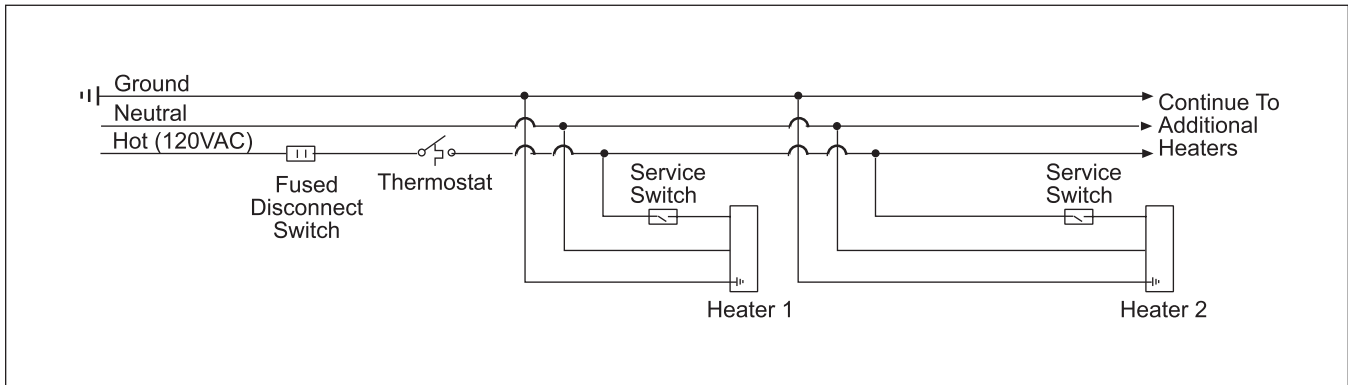 Ground
Neutral
Hot (120VAC)
Fused
Disconnect
Switch
Thermostat
Service
Switch
Heater 1
Service
Switch
Heater 2
Continue To
Additional
Heaters